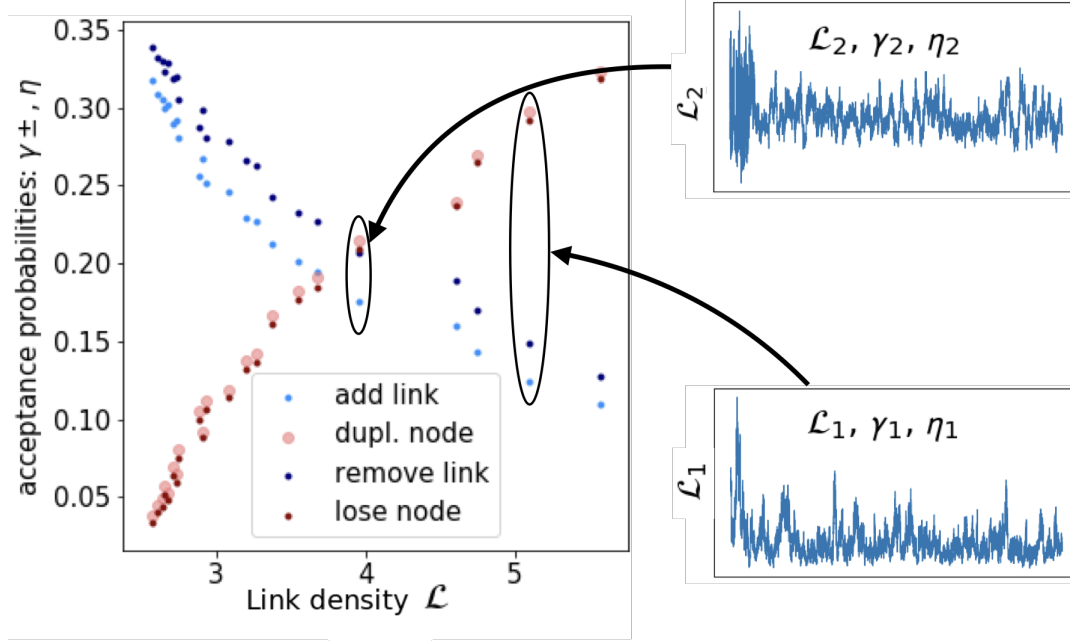 acceptance probabilities: γ ±, η
0.35
0.30
0.25
0.20
0.15
0.10
0.05
add link
dupl. node
remove link
lose node
3
4
5
Link density ℒ
ℒ₂, γ₂, η₂
ℒ₂
ℒ₁, γ₁, η₁
ℒ₁